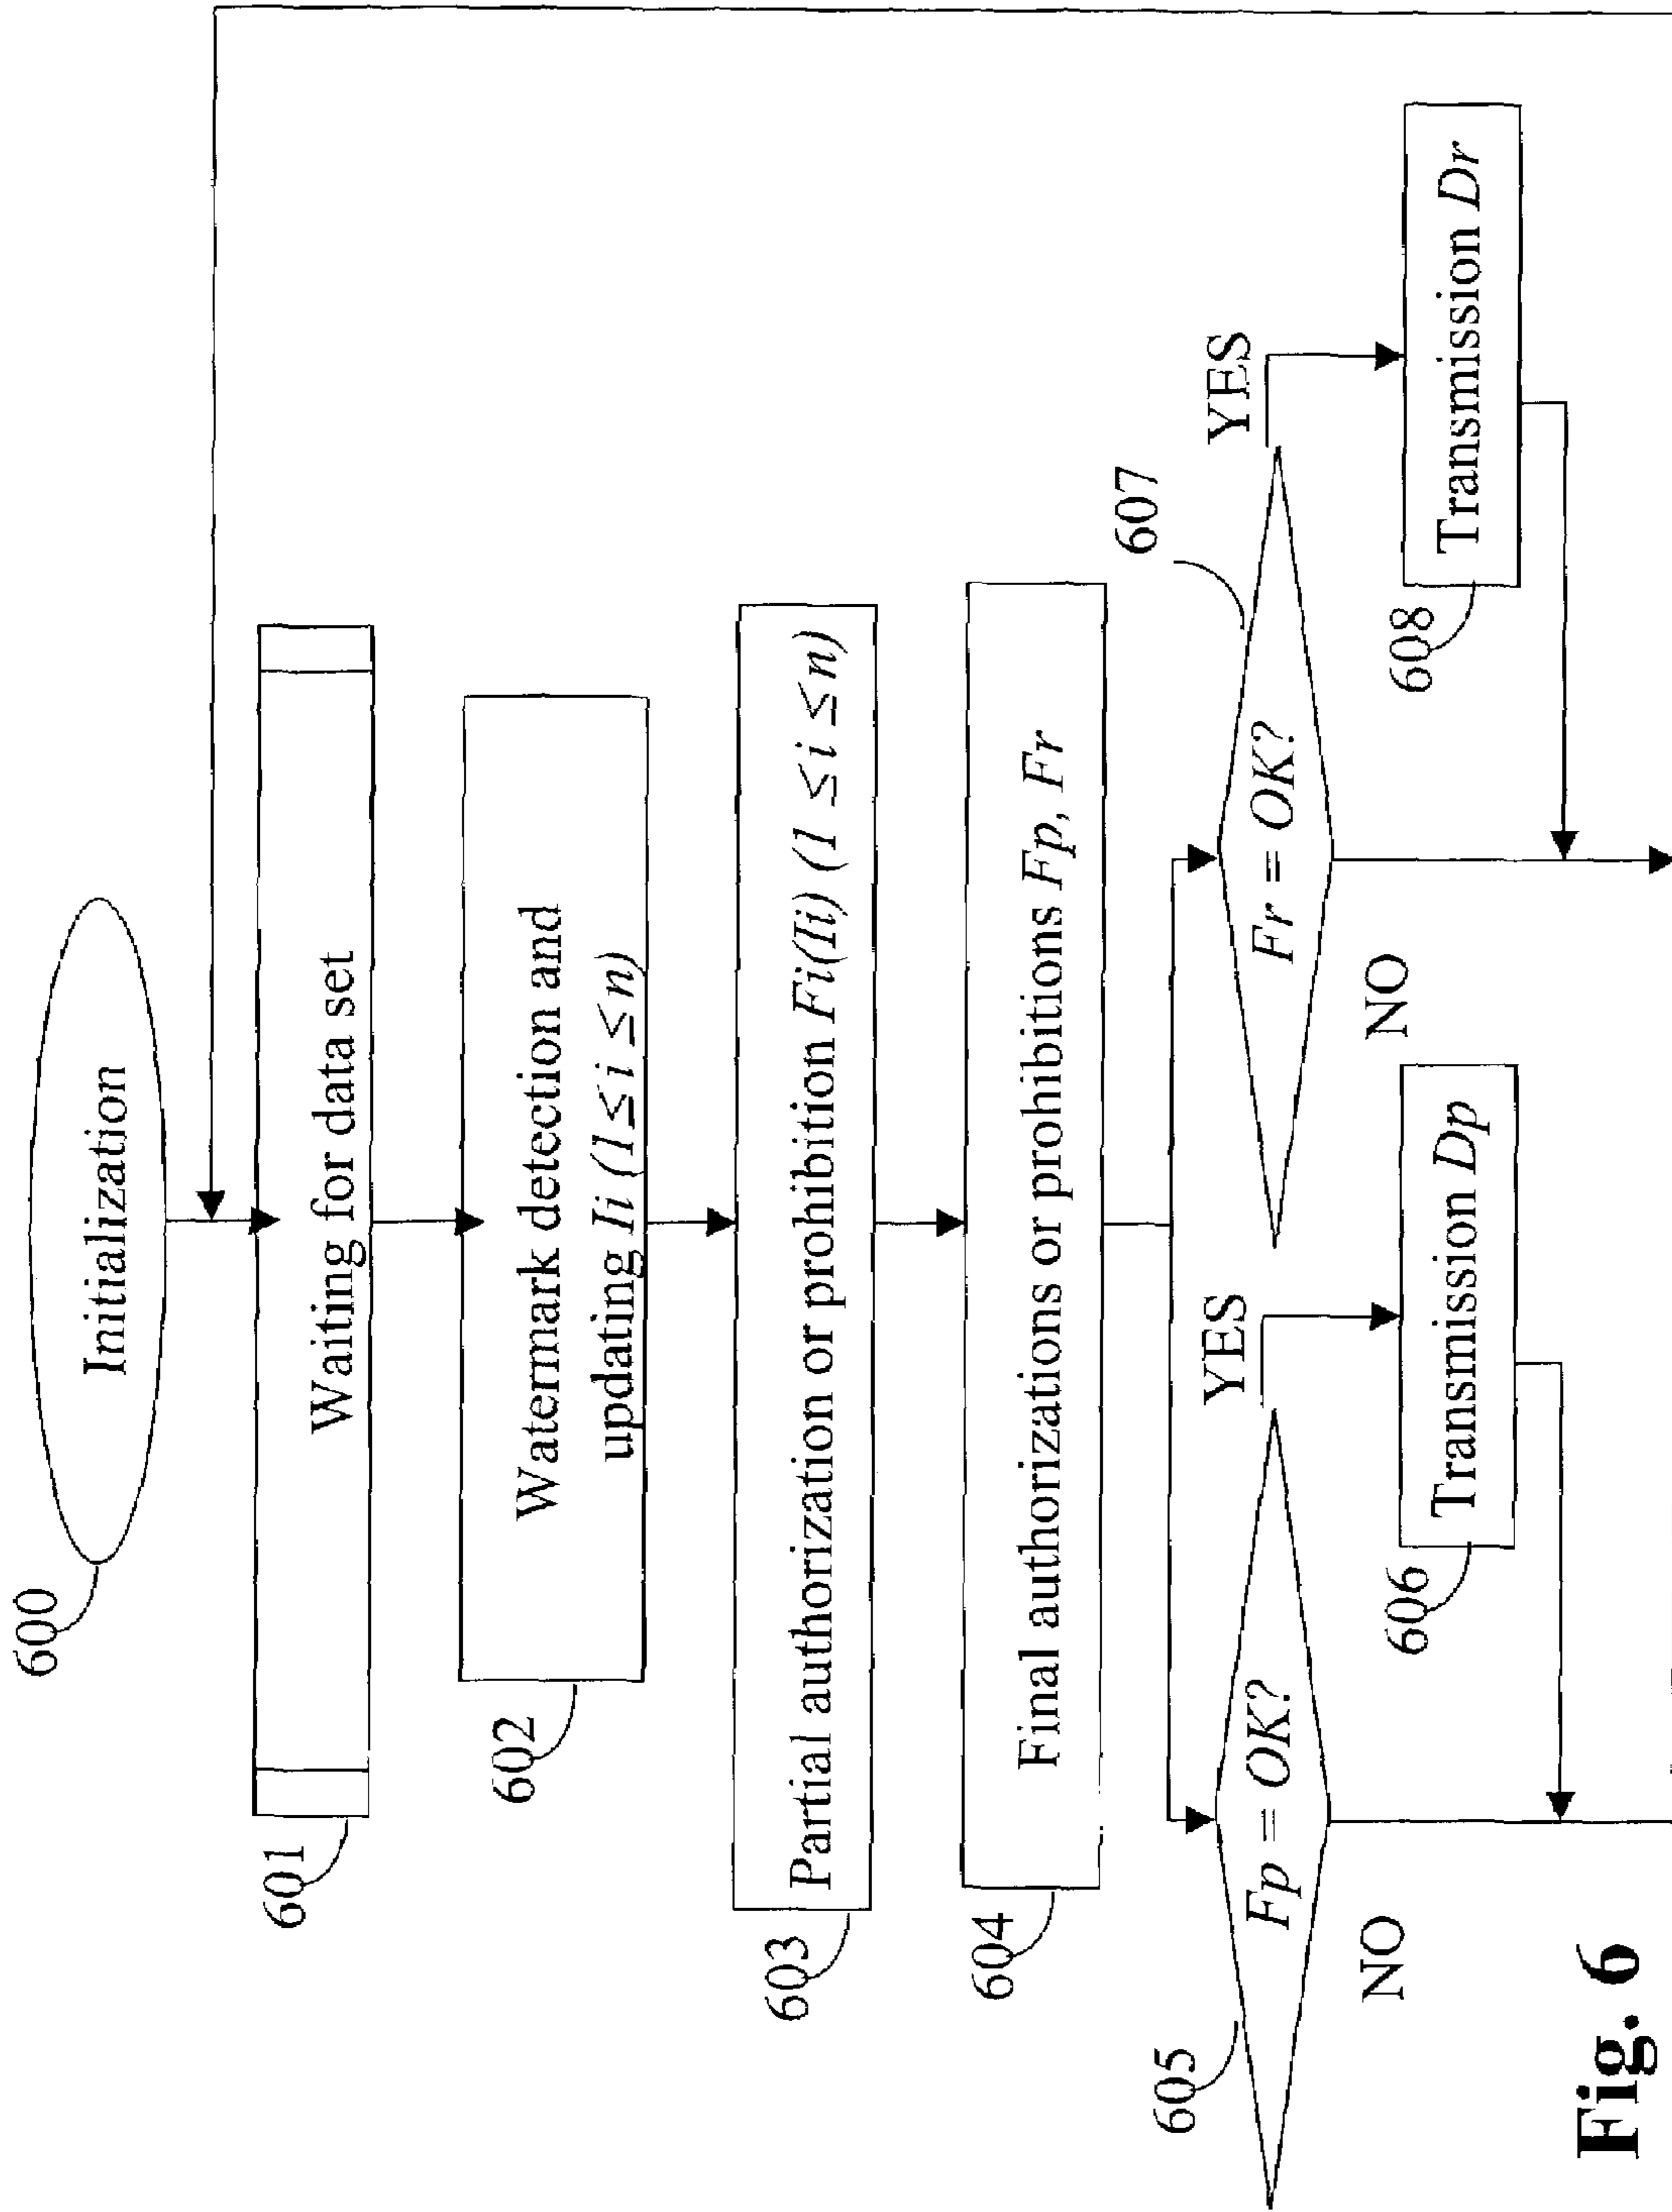 600
Initialization
601
Waiting for data set
602
Watermark detection and
updating Ii (1 ≤ i ≤ n)
603
Partial authorization or prohibition Fi(Ii) (1 ≤ i ≤ n)
604
Final authorizations or prohibitions Fp, Fr
605
Fp = OK?
YES
NO
607
Fr = OK?
YES
NO
606
Transmission Dp
608
Transmission Dr
Fig. 6